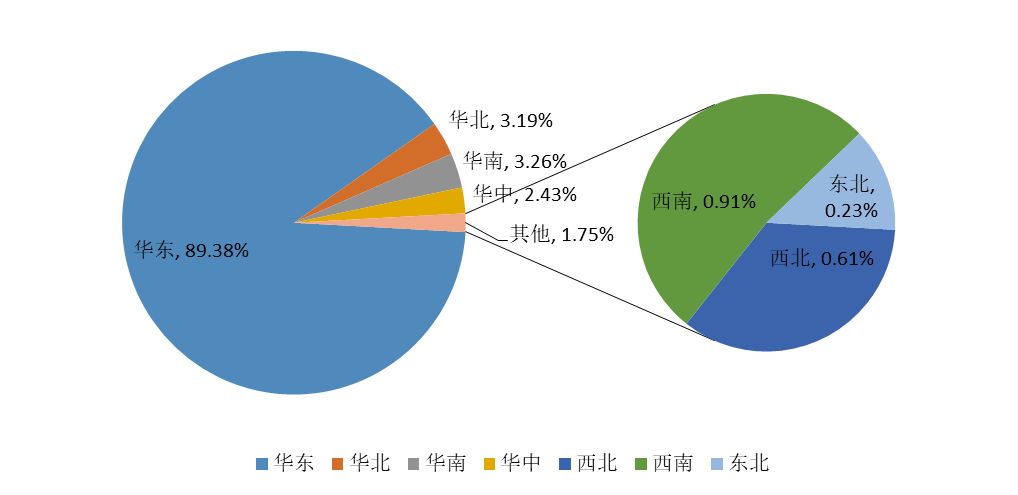 华北, 3.19%
华南, 3.26%
华中, 2.43%
其他, 1.75%
华东, 89.38%
西南, 0.91%
东北,
0.23%
西北, 0.61%
华东 华北 华南 华中 西北 西南 东北